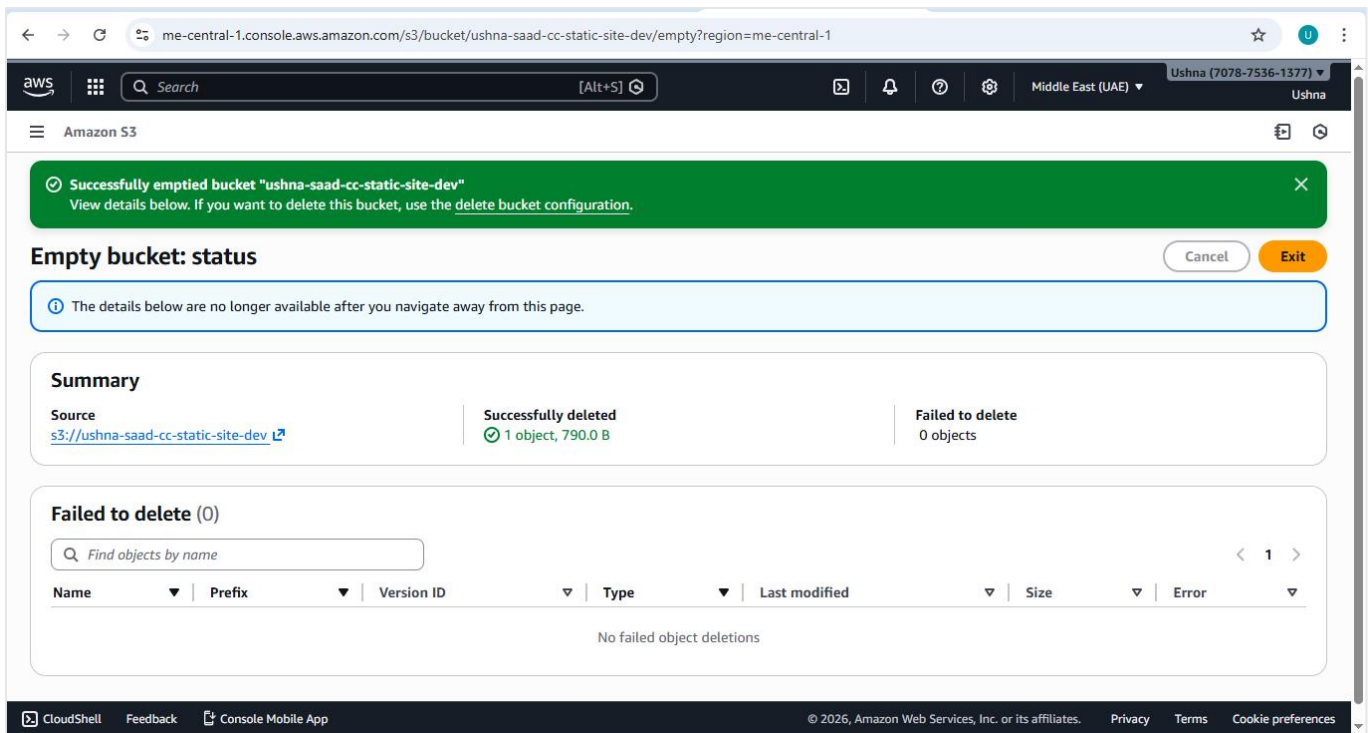 me-central-1.console.aws.amazon.com/s3/bucket/ushna-saad-cc-static-site-dev/empty?region=me-central-1
U
aws
Search
[Alt+S]
Middle East (UAE)
Ushna (7078-7536-1377)
Ushna
Amazon S3
Successfully emptied bucket "ushna-saad-cc-static-site-dev"
View details below. If you want to delete this bucket, use the delete bucket configuration.
Empty bucket: status
Cancel
Exit
The details below are no longer available after you navigate away from this page.
Summary
Source
s3://ushna-saad-cc-static-site-dev
Successfully deleted
1 object, 790.0 B
Failed to delete
0 objects
Failed to delete (0)
Find objects by name
1
Name Prefix Version ID Type Last modified Size Error
No failed object deletions
CloudShell Feedback Console Mobile App © 2026, Amazon Web Services, Inc. or its affiliates. Privacy Terms Cookie preferences